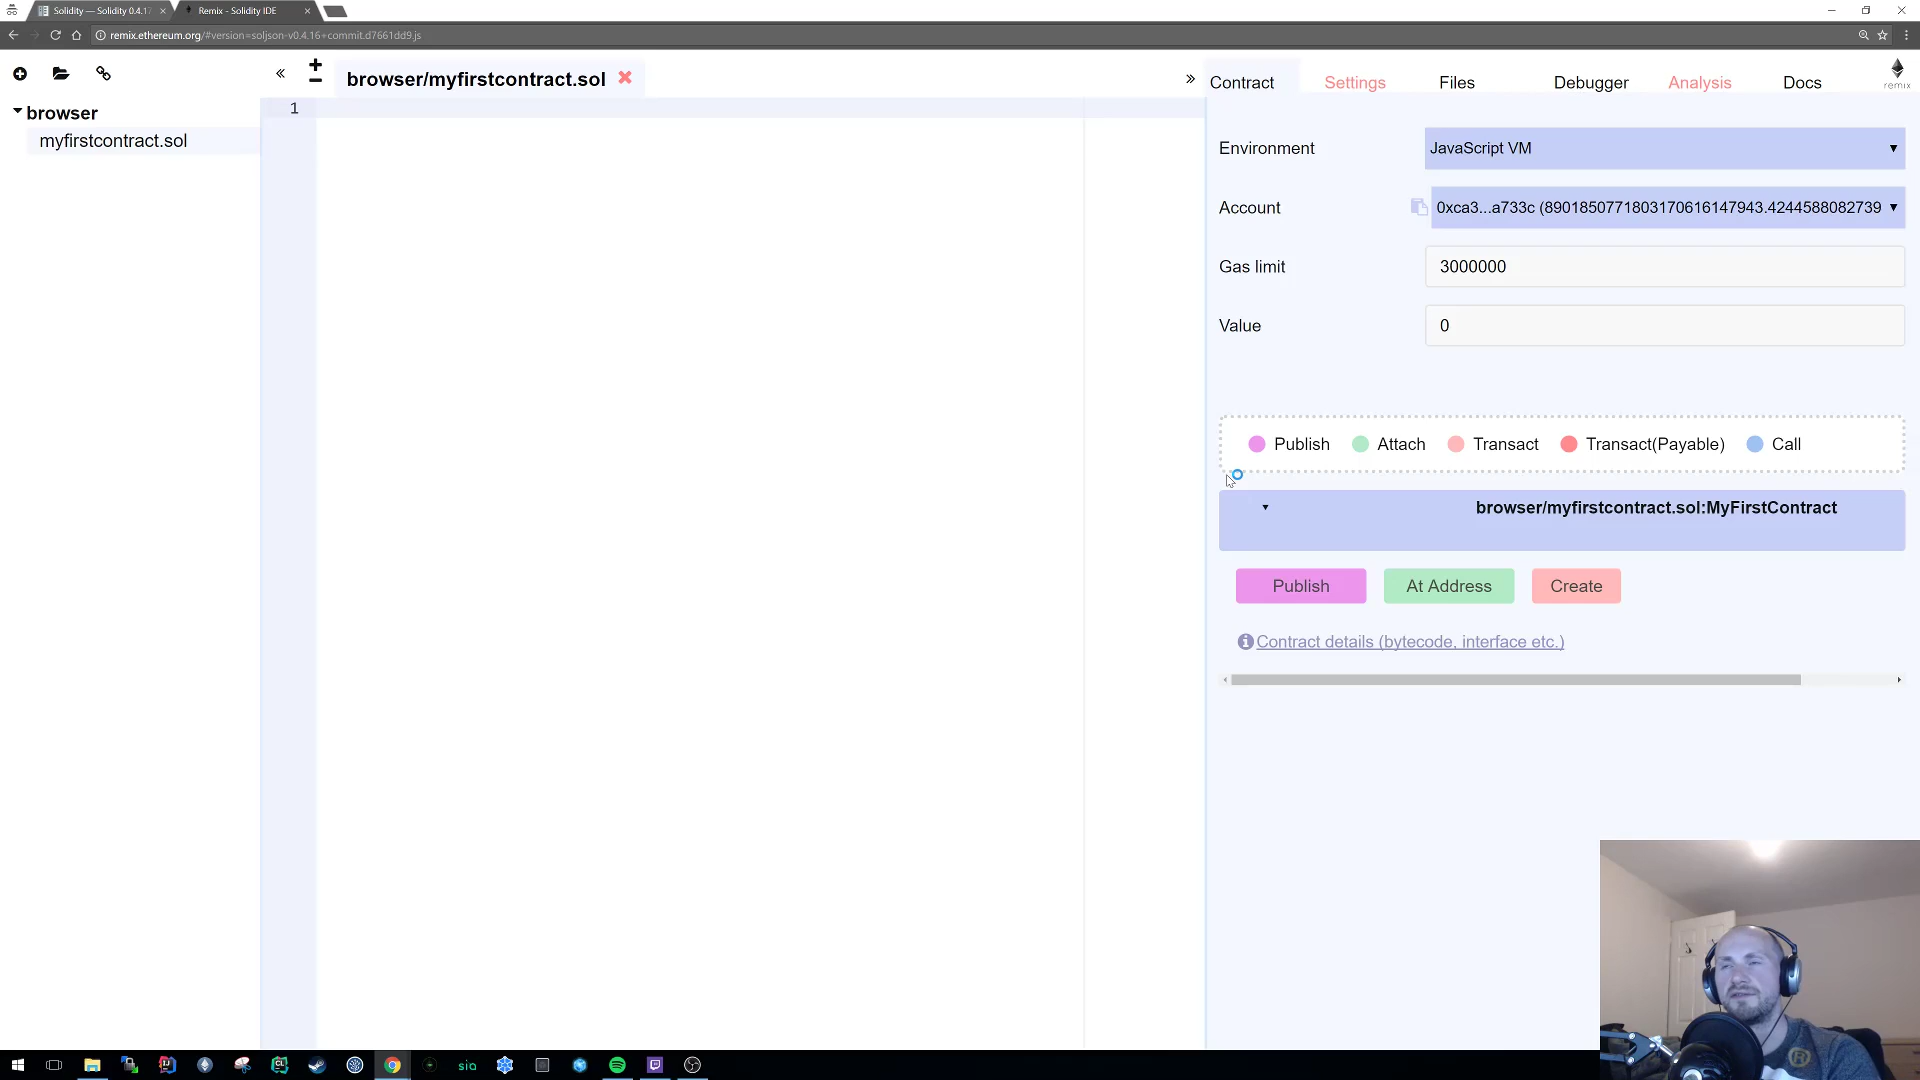 Solidity — Solidity 0.4.17
Remix - Solidity IDE
remix.ethereum.org/#version=soljson-v0.4.16+commit.d7661dd9.js
browser/myfirstcontract.sol
Contract
Settings
Files
Debugger
Analysis
Docs
remix
browser
myfirstcontract.sol
1
Environment
JavaScript VM
Account
0xca3...a733c (8901850771803170616147943.4244588082739
Gas limit
3000000
Value
0
Publish
Attach
Transact
Transact(Payable)
Call
browser/myfirstcontract.sol:MyFirstContract
Publish
At Address
Create
Contract details (bytecode, interface etc.)
sia